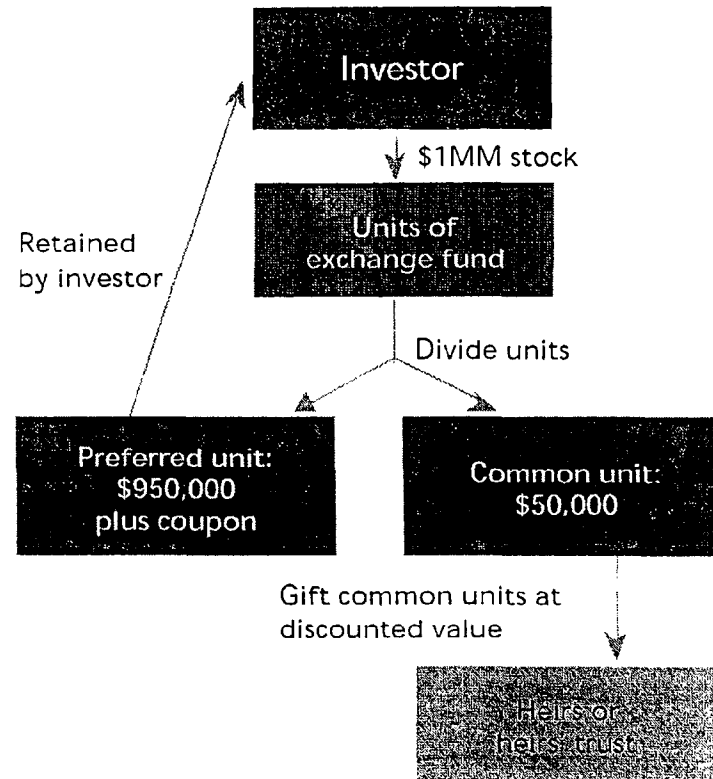 Investor
$1MM stock
Units of
exchange fund
Retained
by investor
Divide units
Preferred unit:
$950,000
plus coupon
Common unit:
$50,000
Gift common units at
discounted value
Heirs or
heirs' trust